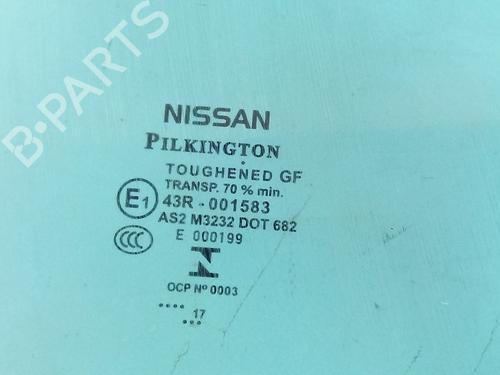 B-PARTS
NISSAN
PILKINGTON
TOUGHENED GF
TRANSP. 70 % min.
E1 43R - 001583
AS2 M3232 DOT 682
CCC E 000199
N
OCP Nº 0003
.... 17
...